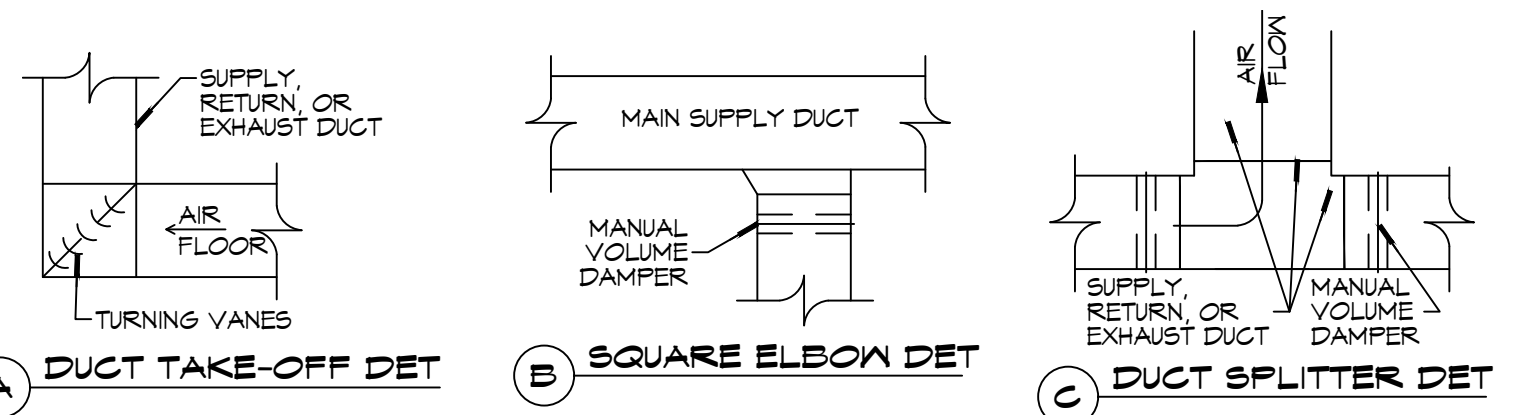 SUPPLY,
RETURN, OR
EXHAUST DUCT
AIR
FLOOR
TURNING VANES
A
DUCT TAKE-OFF DET
MAIN SUPPLY DUCT
MANUAL
VOLUME
DAMPER
B
SQUARE ELBOW DET
AIR
FLOW
SUPPLY,
RETURN, OR
EXHAUST DUCT
MANUAL
VOLUME
DAMPER
C
DUCT SPLITTER DET